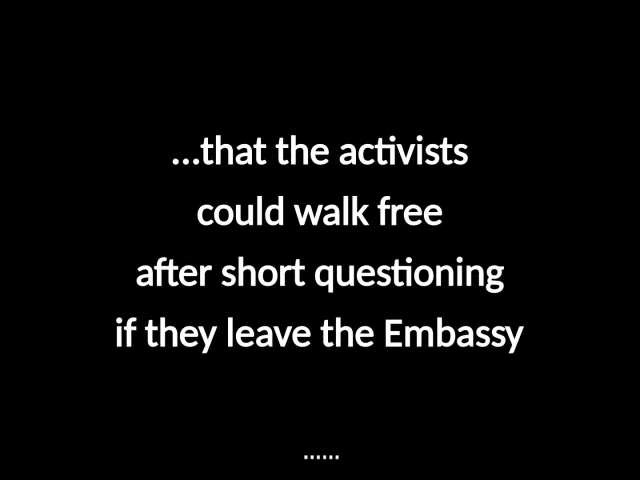 ...that the activists
could walk free
after short questioning
if they leave the Embassy
......